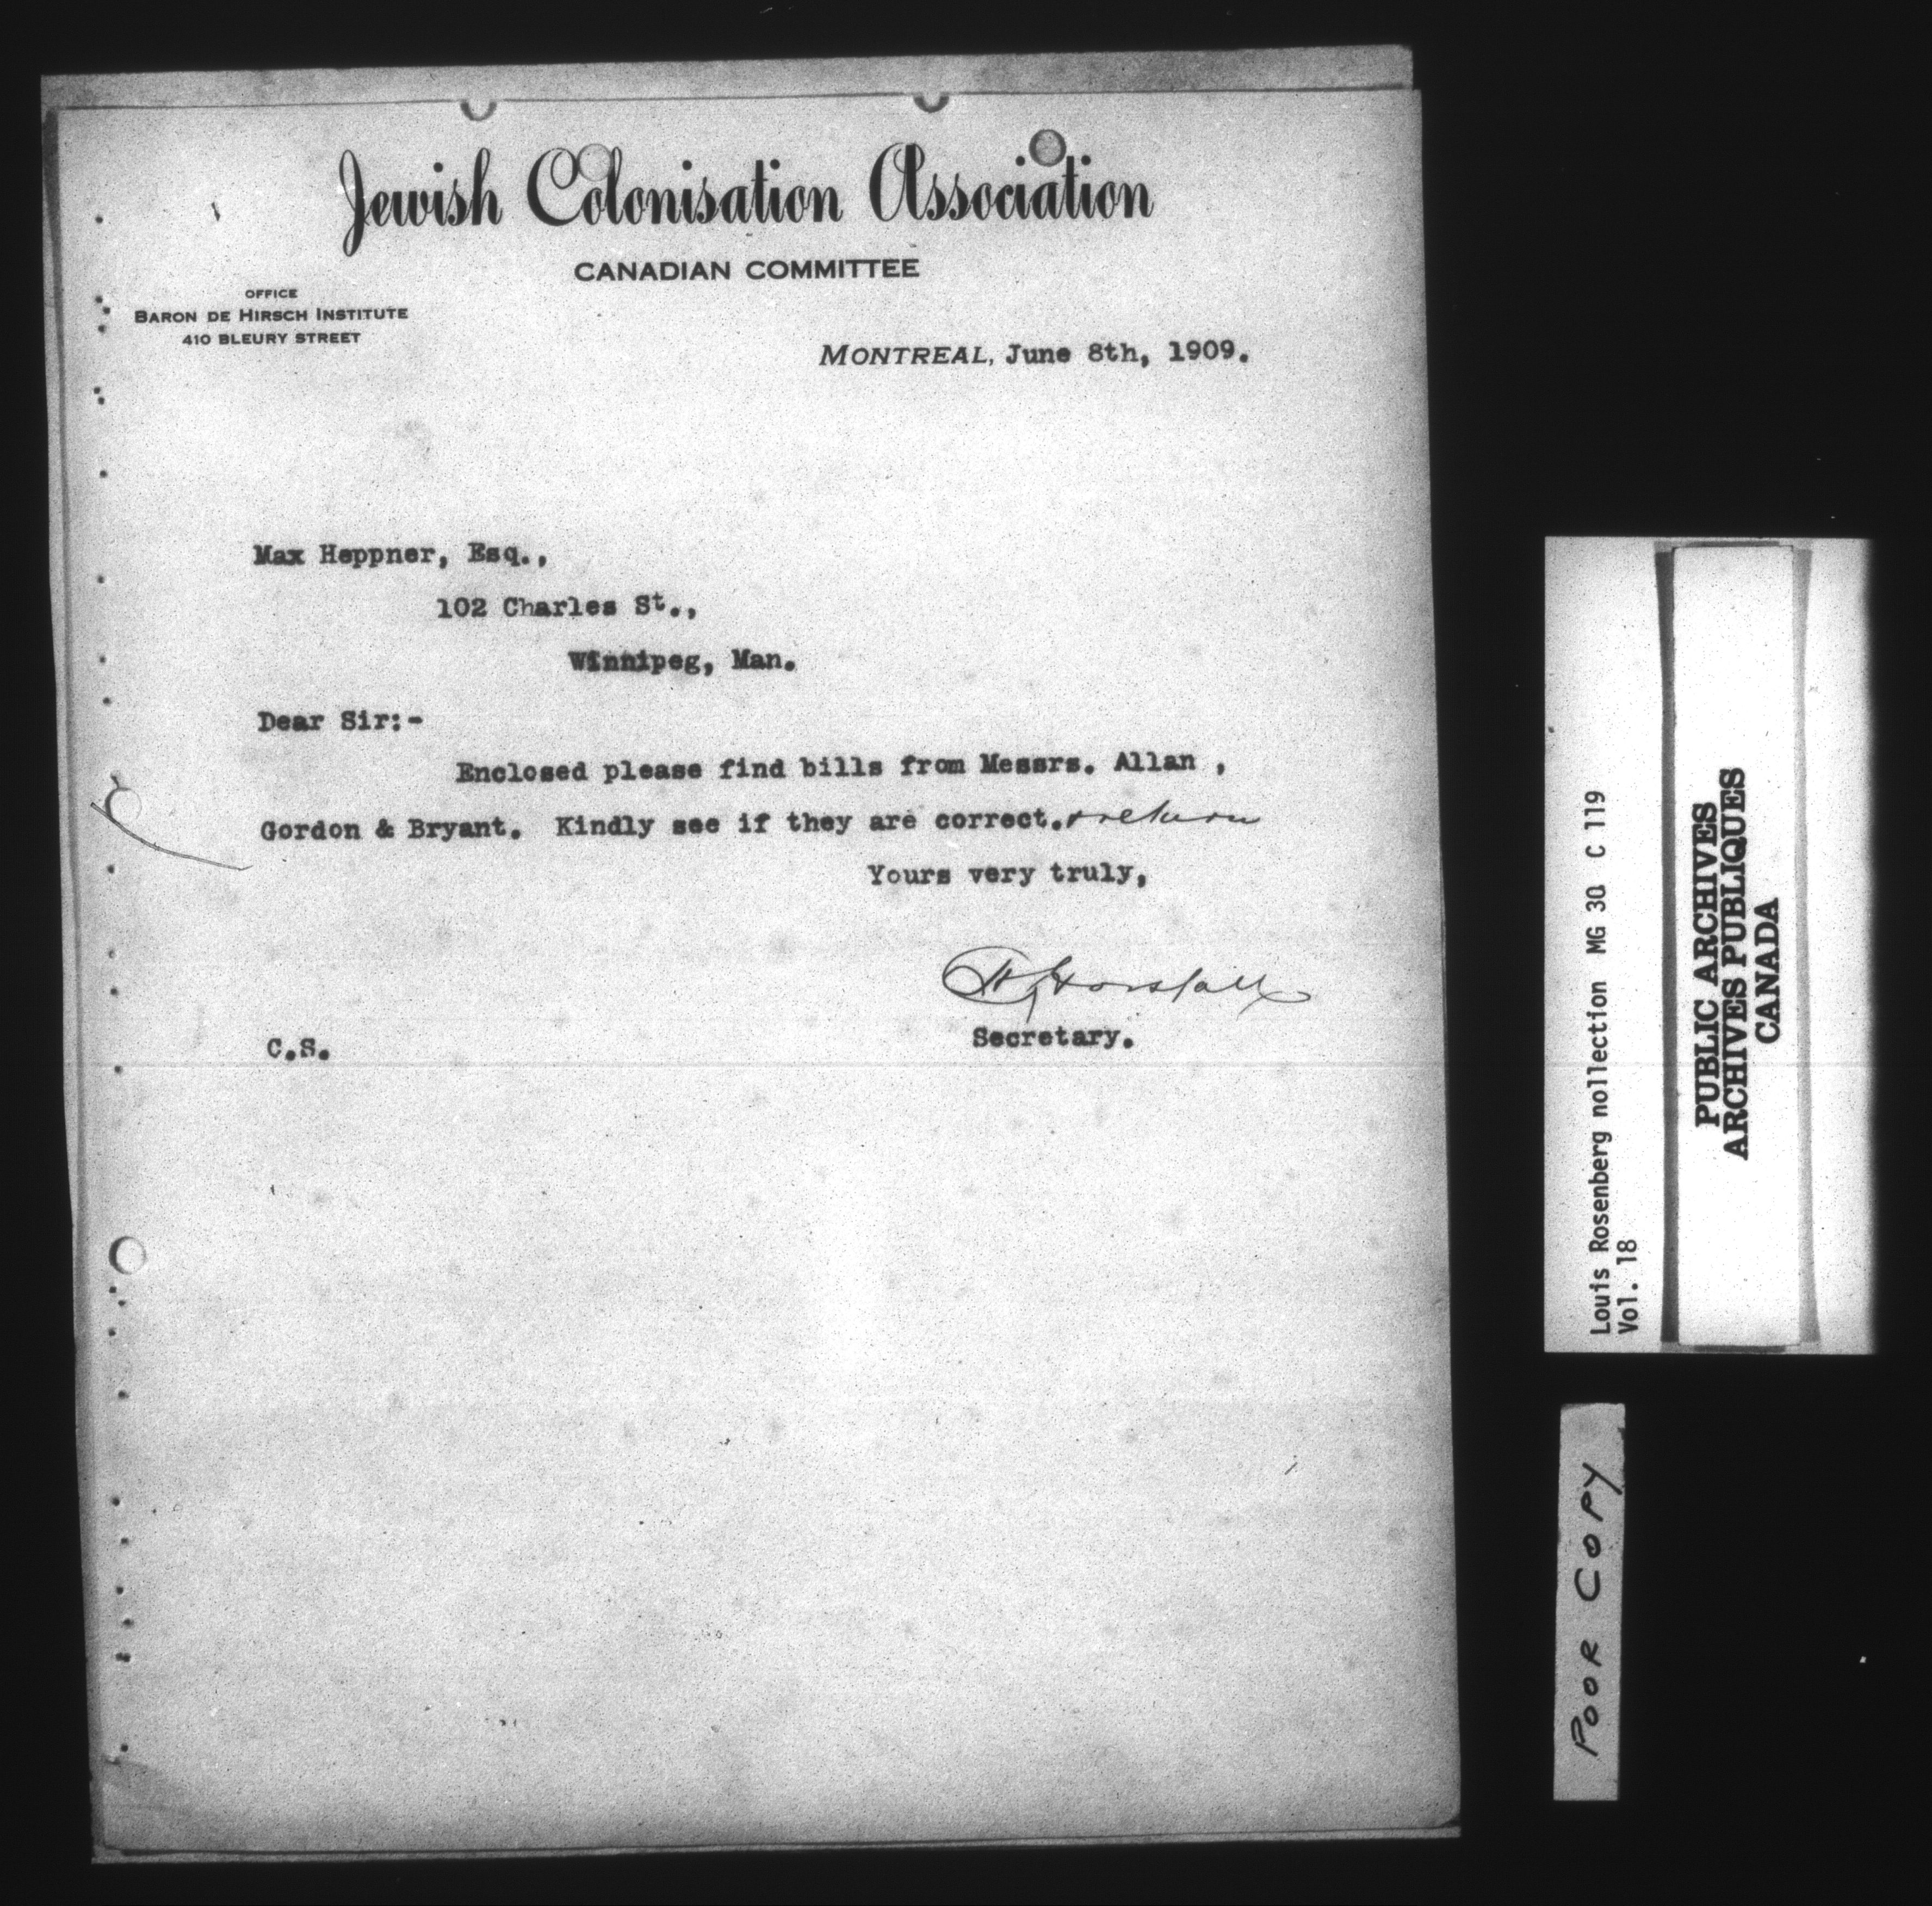 Jewish Colonisation Association
CANADIAN COMMITTEE
OFFICE
BARON DE HIRSCH INSTITUTE
410 BLEURY STREET
MONTREAL, June 8th, 1909.
Max Heppner, Esq.,
102 Charles St.,
Winnipeg, Man.
Dear Sir:-
Enclosed please find bills from Messrs. Allan ,
Gordon & Bryant. Kindly see if they are correct. & return
Yours very truly,
Horsfall
Secretary.
C.S.
Louis Rosenberg nollection MG 30 C 119
Vol. 18
PUBLIC ARCHIVES
ARCHIVES PUBLIQUES
CANADA
POOR COPY